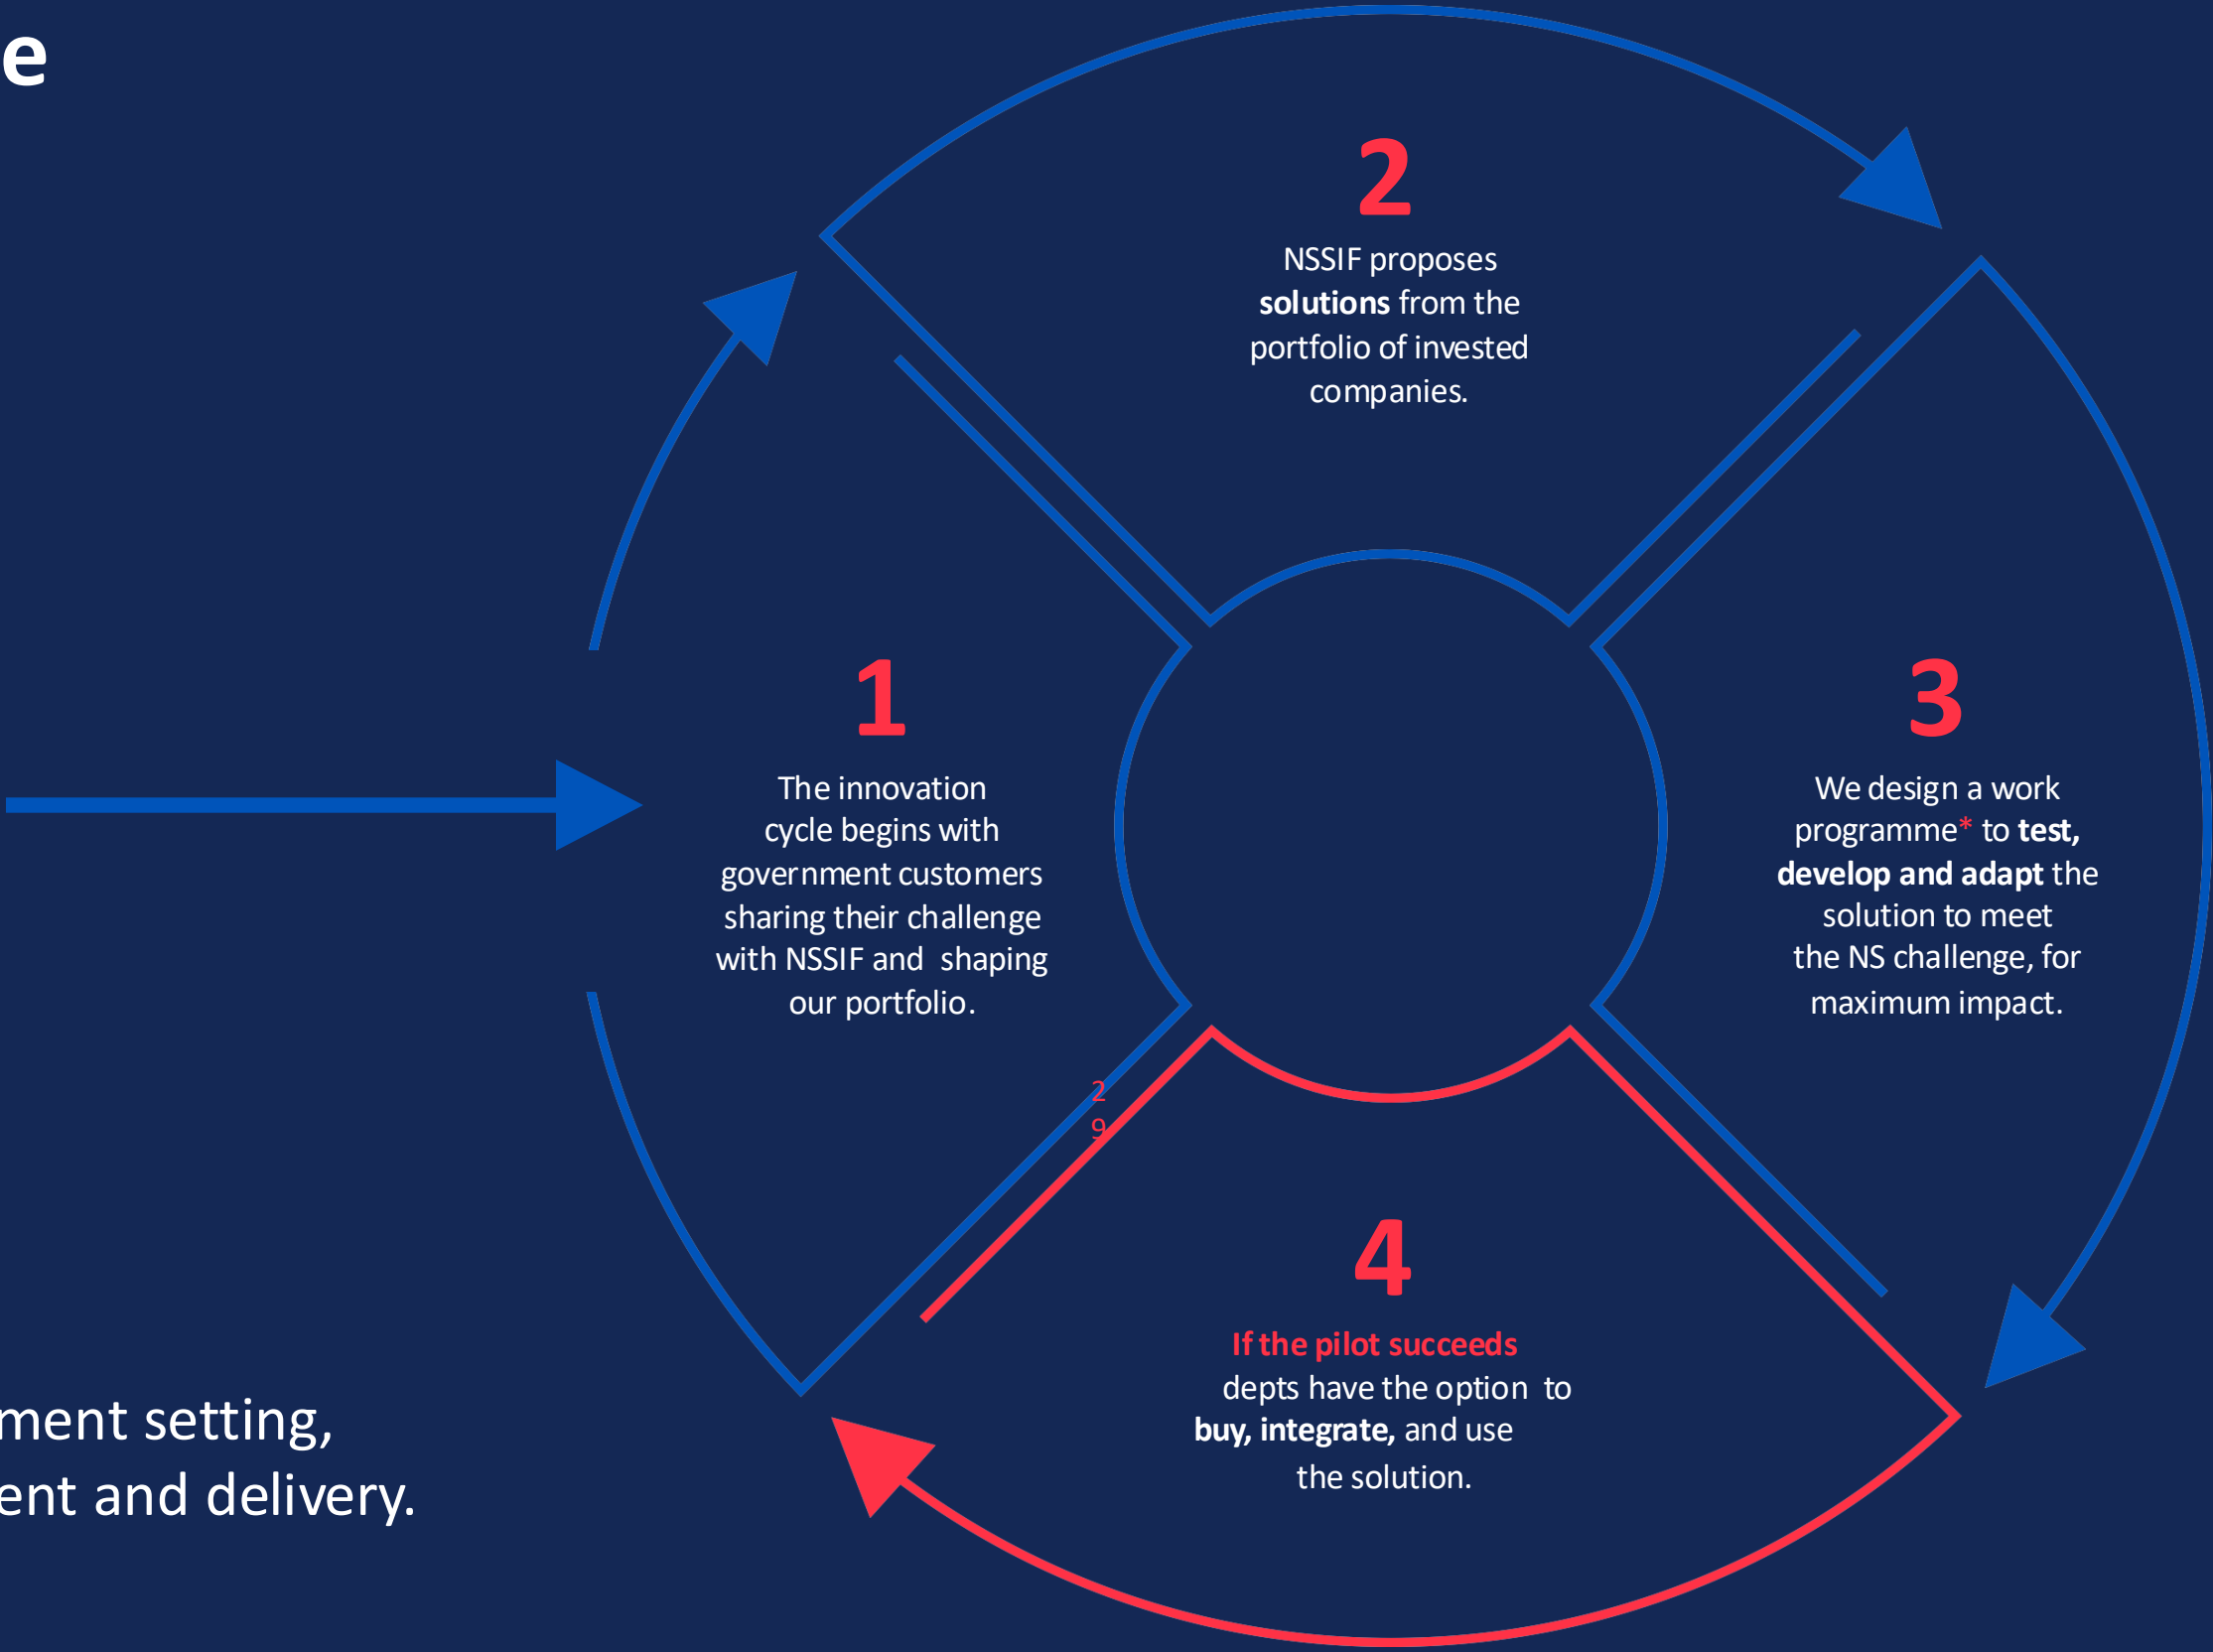 e
2
NSSIF proposes
solutions from the
portfolio of invested
companies.
1
The innovation
cycle begins with
government customers
sharing their challenge
with NSSIF and shaping
our portfolio.
3
We design a work
programme* to test,
develop and adapt the
solution to meet
the NS challenge, for
maximum impact.
2
9
4
If the pilot succeeds
depts have the option to
buy, integrate, and use
the solution.
ment setting,
ent and delivery.